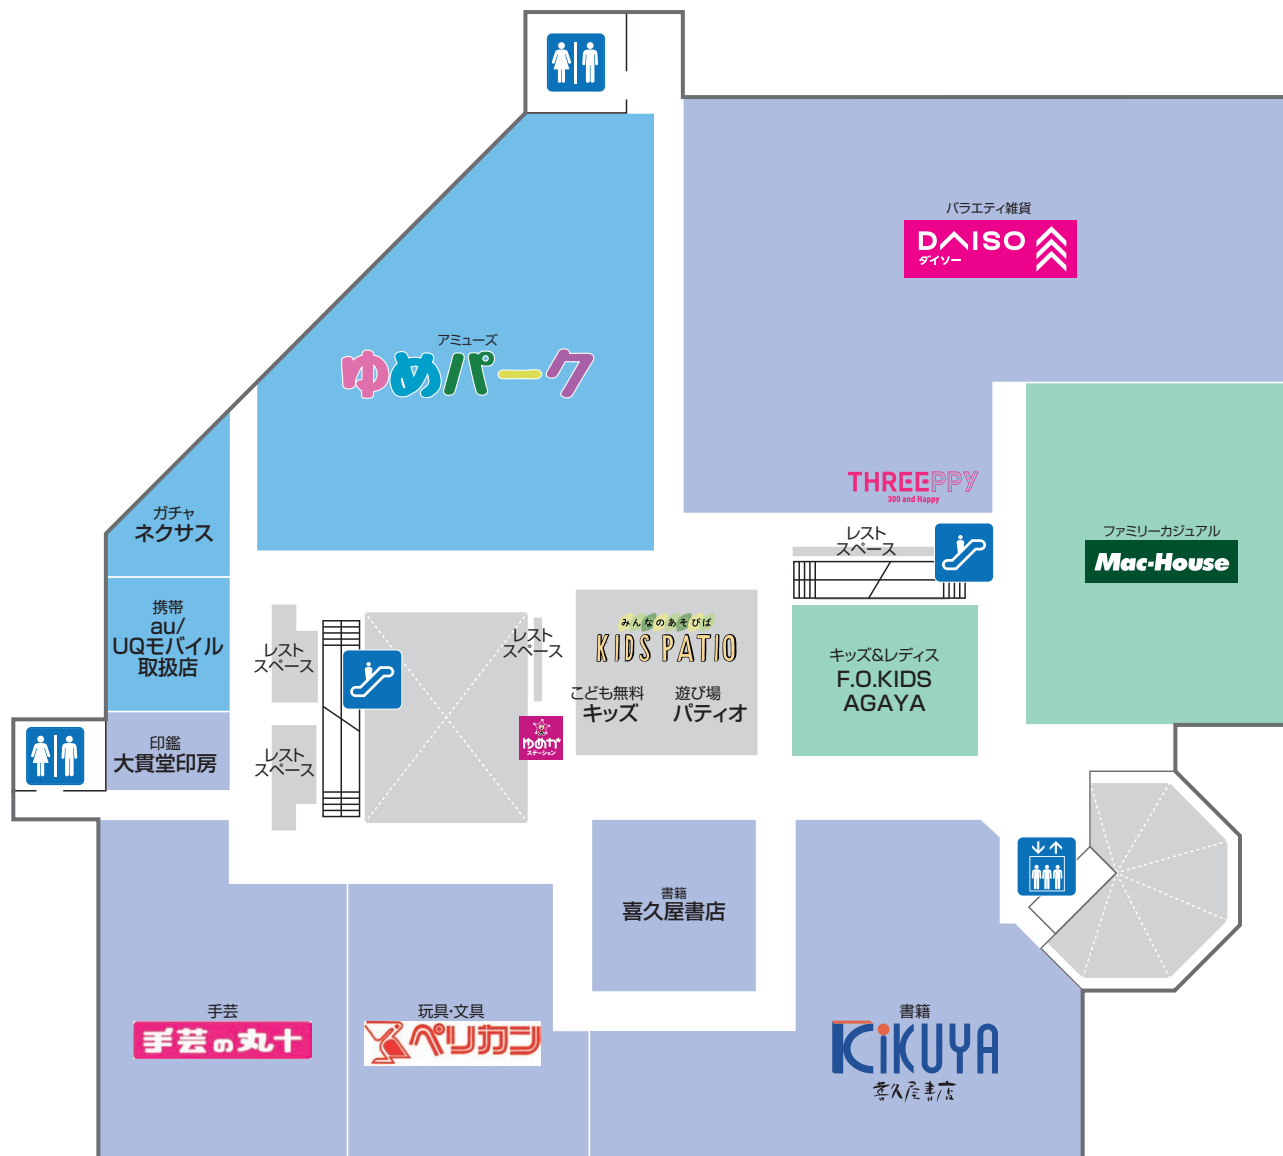 バラエティ雑貨
DAISO
ダイソー
アミューズ
ゆめパーク
THREEPPY
300 and Happy
ガチャ
ネクサス
レスト
スペース
ファミリーカジュアル
Mac-House
携帯
au/
UQモバイル
取扱店
レスト
スペース
レスト
スペース
みんなのあそびば
KIDS PATIO
こども無料
キッズ
遊び場
パティオ
キッズ&レディス
F.O.KIDS
AGAYA
印鑑
大貫堂印房
レスト
スペース
ゆめか
ステーション
書籍
喜久屋書店
手芸
手芸の丸十
玩具・文具
ペリカン
書籍
KiKUYA
喜久屋書店